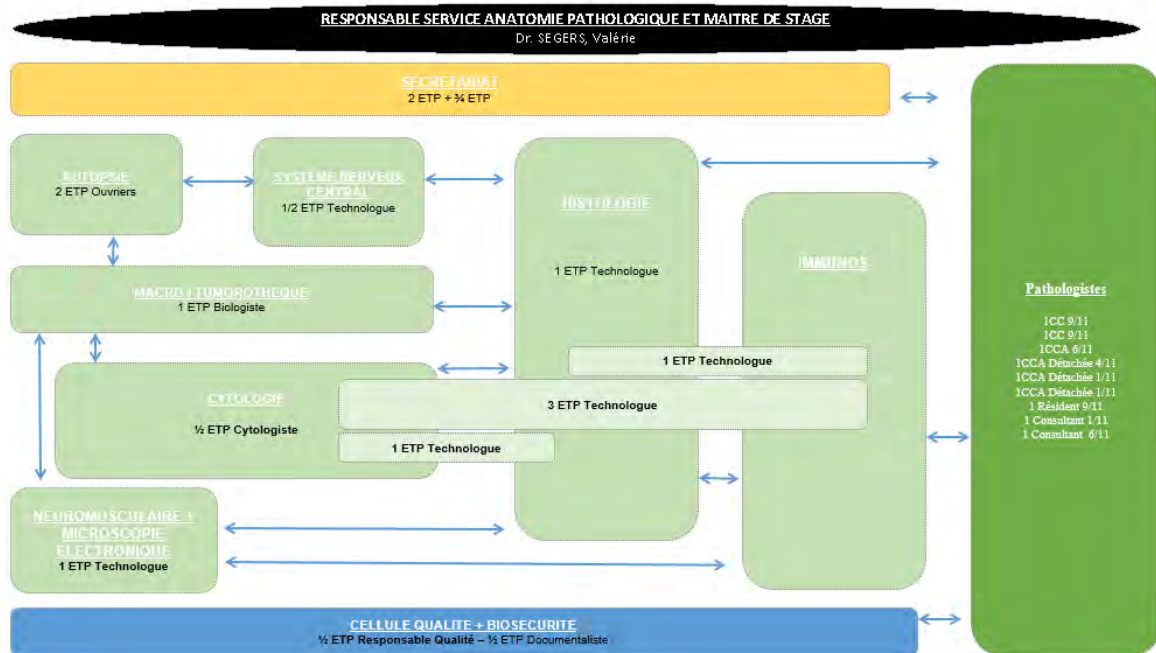 RESPONSABLE SERVICE ANATOMIE PATHOLOGIQUE ET MAITRE DE STAGE
Dr. SEGERS, Valérie
SECRETARIAT
2 ETP + ¾ ETP
AUTOPSIE
2 ETP Ouvriers
SYSTÈME NERVEUX
CENTRAL
1/2 ETP Technologue
HISTOLOGIE
1 ETP Technologue
IMMUNOS
MACRO / TUMOROTHEQUE
1 ETP Biologiste
1 ETP Technologue
CYTOLOGIE
½ ETP Cytologiste
3 ETP Technologue
1 ETP Technologue
NEUROMUSCULAIRE +
MICROSCOPIE
ELECTRONIQUE
1 ETP Technologue
Pathologistes
1CC 9/11
1CC 9/11
1CCA 6/11
1CCA Détachée 4/11
1CCA Détachée 1/11
1CCA Détachée 1/11
1 Résident 9/11
1 Consultant 1/11
1 Consultant 6/11
CELLULE QUALITE + BIOSECURITE
½ ETP Responsable Qualité – ½ ETP Documentaliste